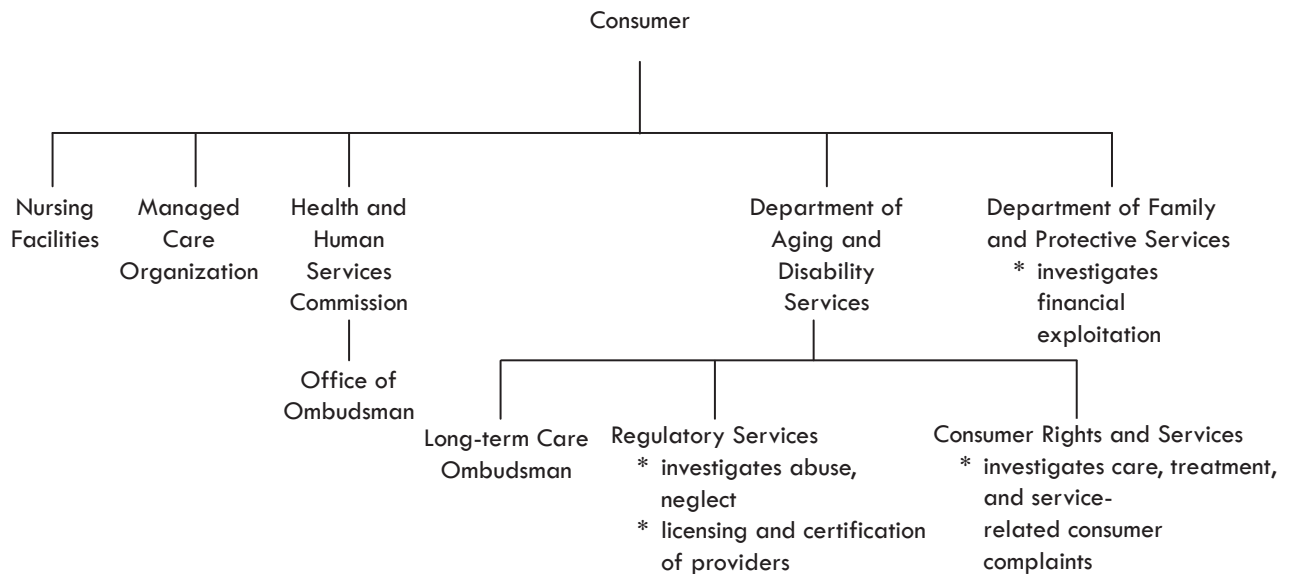 Consumer
Nursing
Facilities
Managed
Care
Organization
Health and
Human
Services
Commission
Office of
Ombudsman
Department of
Aging and
Disability
Services
Department of Family
and Protective Services
* investigates
financial
exploitation
Long-term Care
Ombudsman
Regulatory Services
* investigates abuse,
neglect
* licensing and certification
of providers
Consumer Rights and Services
* investigates care, treatment,
and service-
related consumer
complaints